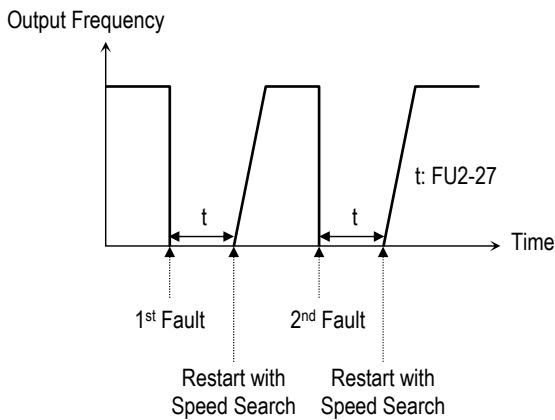 Output Frequency
t: FU2-27
t
t
Time
1st Fault
2nd Fault
Restart with
Speed Search
Restart with
Speed Search